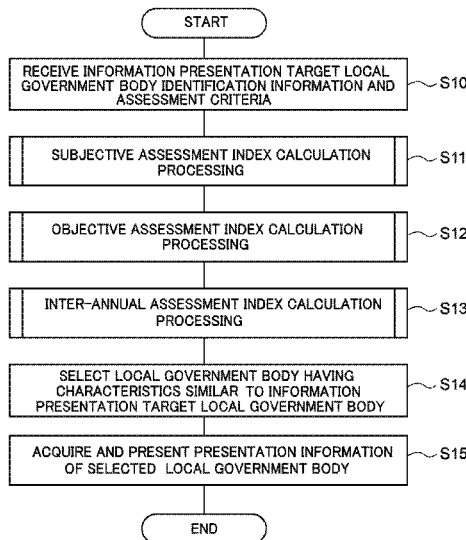 START
RECEIVE INFORMATION PRESENTATION TARGET LOCAL
GOVERNMENT BODY IDENTIFICATION INFORMATION AND
ASSESSMENT CRITERIA
S10
SUBJECTIVE ASSESSMENT INDEX CALCULATION
PROCESSING
S11
OBJECTIVE ASSESSMENT INDEX CALCULATION
PROCESSING
S12
INTER-ANNUAL ASSESSMENT INDEX CALCULATION
PROCESSING
S13
SELECT LOCAL GOVERNMENT BODY HAVING
CHARACTERISTICS SIMILAR TO INFORMATION
PRESENTATION TARGET LOCAL GOVERNMENT BODY
S14
ACQUIRE AND PRESENT PRESENTATION INFORMATION
OF SELECTED LOCAL GOVERNMENT BODY
S15
END